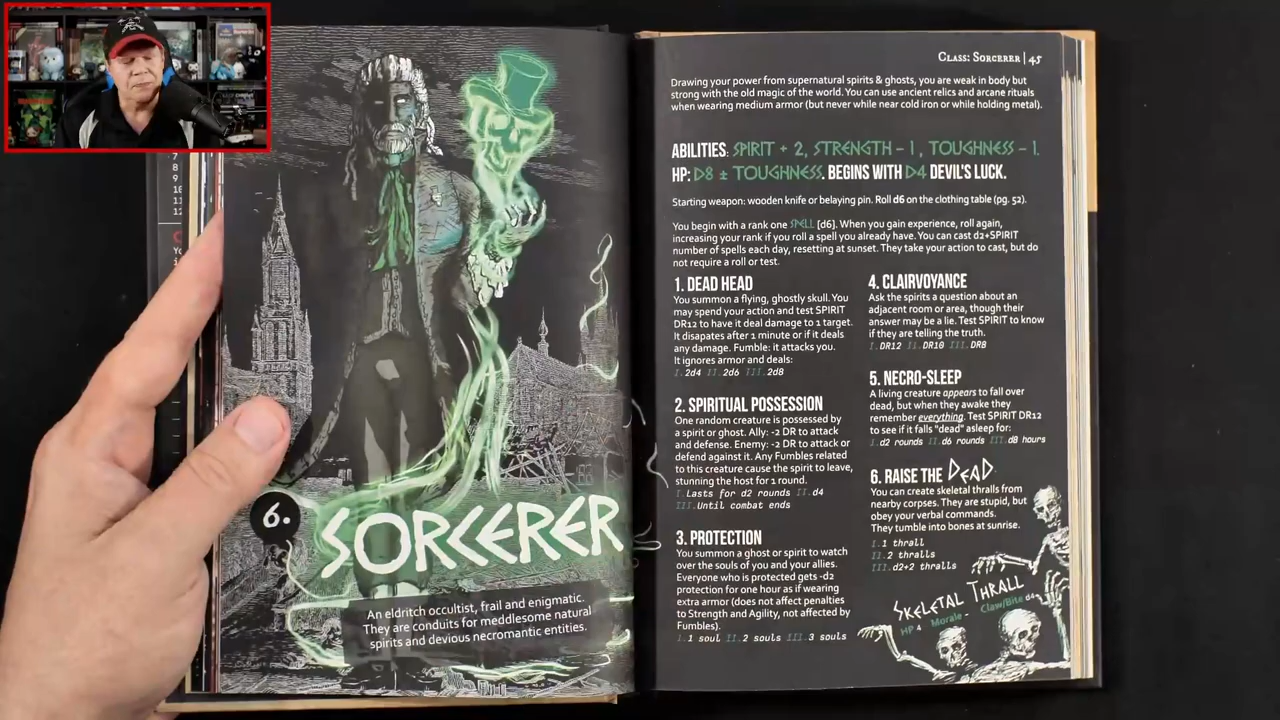 7
8
9
10
11
12
6.
SORCERER
An eldritch occultist, frail and enigmatic.
They are conduits for meddlesome natural
spirits and devious necromantic entities.
CLASS: SORCERER | 45
Drawing your power from supernatural spirits & ghosts, you are weak in body but
strong with the old magic of the world. You can use ancient relics and arcane rituals
when wearing medium armor (but never while near cold iron or while holding metal).
ABILITIES: SPIRIT + 2, STRENGTH - 1, TOUGHNESS - 1.
HP: D8 ± TOUGHNESS. BEGINS WITH D4 DEVIL'S LUCK.
Starting weapon: wooden knife or belaying pin. Roll d6 on the clothing table (pg. 52).
You begin with a rank one SPELL [d6]. When you gain experience, roll again,
increasing your rank if you roll a spell you already have. You can cast d2+SPIRIT
number of spells each day, resetting at sunset. They take your action to cast, but do
not require a roll or test.
1. DEAD HEAD
You summon a flying, ghostly skull. You
may spend your action and test SPIRIT
DR12 to have it deal damage to 1 target.
It disapates after 1 minute or if it deals
any damage. Fumble: it attacks you.
It ignores armor and deals:
I.2d4 II.2d6 III.2d8
2. SPIRITUAL POSSESSION
One random creature is possessed by
a spirit or ghost. Ally: -2 DR to attack
and defense. Enemy: -2 DR to attack or
defend against it. Any Fumbles related
to this creature cause the spirit to leave,
stunning the host for 1 round.
I.Lasts for d2 rounds II.d4
III.Until combat ends
3. PROTECTION
You summon a ghost or spirit to watch
over the souls of you and your allies.
Everyone who is protected gets -d2
protection for one hour as if wearing
extra armor (does not affect penalties
to Strength and Agility, not affected by
Fumbles).
I.1 soul II.2 souls III.3 souls
4. CLAIRVOYANCE
Ask the spirits a question about an
adjacent room or area, though their
answer may be a lie. Test SPIRIT to know
if they are telling the truth.
I.DR12 II.DR10 III.DR8
5. NECRO-SLEEP
A living creature appears to fall over
dead, but when they awake they
remember everything. Test SPIRIT DR12
to see if it falls "dead" asleep for:
I.d2 rounds II.d6 rounds III.d8 hours
6. RAISE THE DEAD
You can create skeletal thralls from
nearby corpses. They are stupid, but
obey your verbal commands.
They tumble into bones at sunrise.
I.1 thrall
II.2 thralls
III.d2+2 thralls
SKELETAL THRALL
HP 4 Morale - Claw/Bite d4